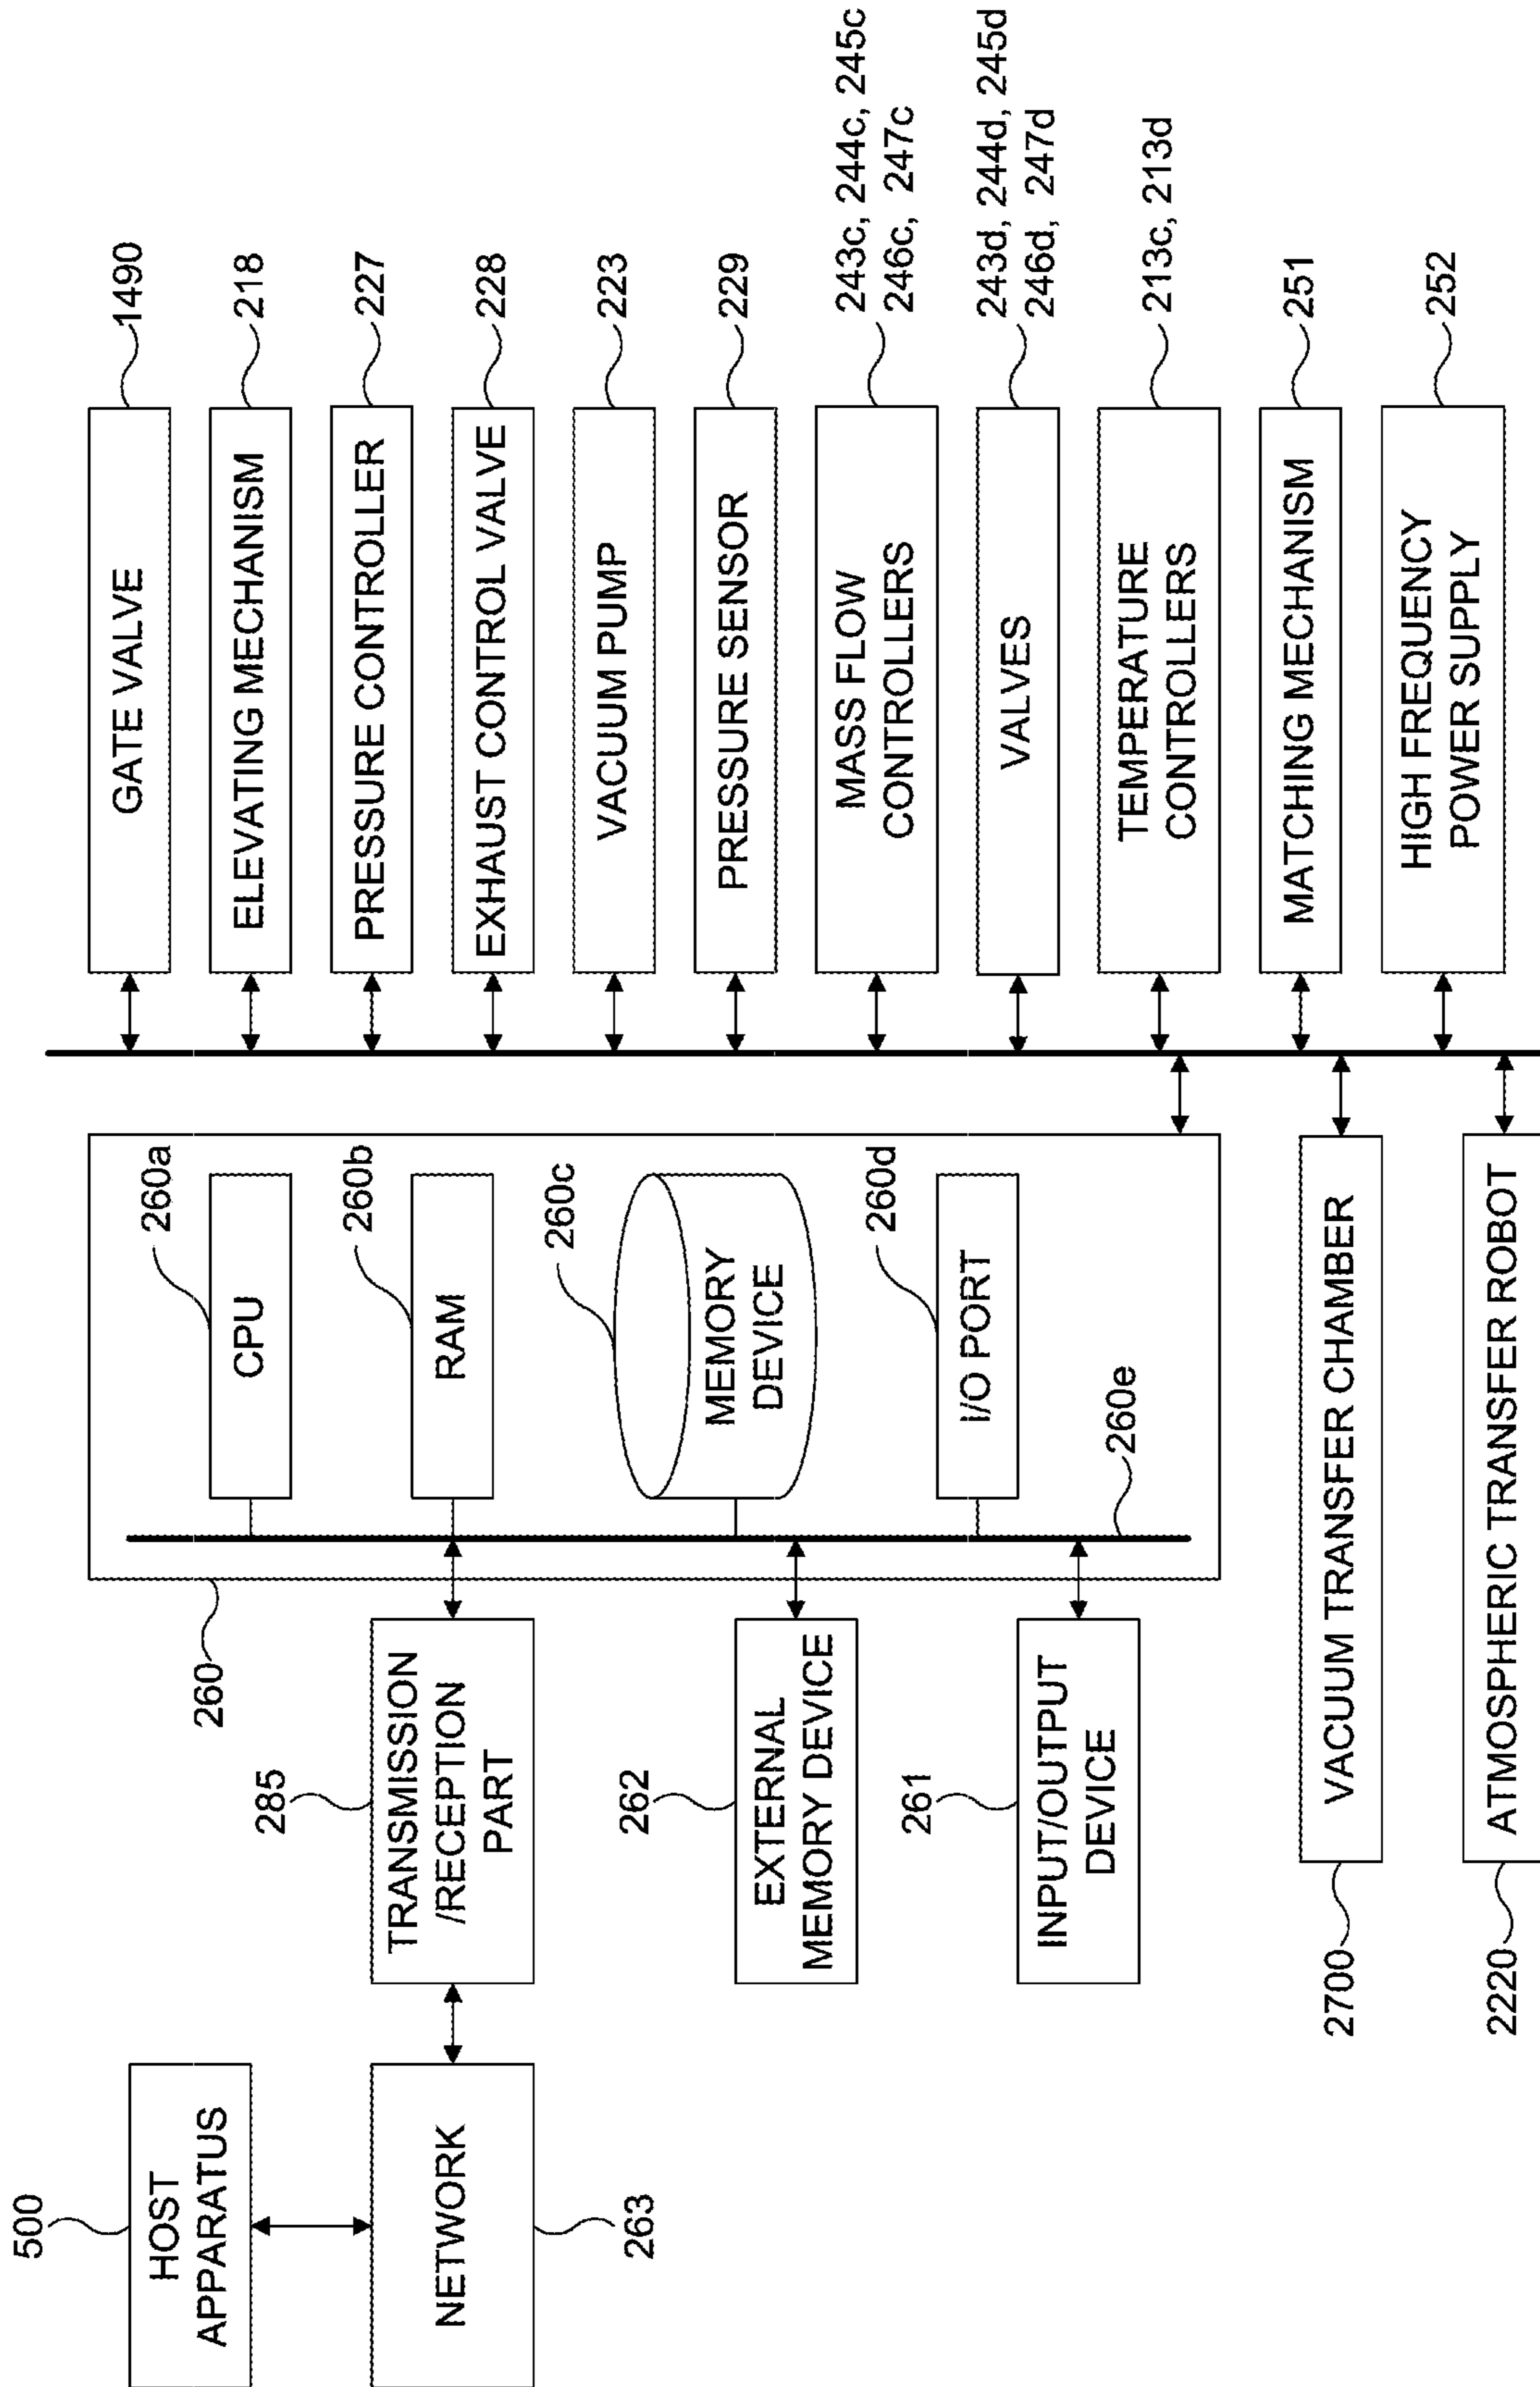 500
HOST
APPARATUS
NETWORK
263
285
TRANSMISSION
/RECEPTION
PART
262
EXTERNAL
MEMORY DEVICE
261
INPUT/OUTPUT
DEVICE
260
260a
CPU
260b
RAM
260c
MEMORY
DEVICE
260d
I/O PORT
260e
2700
VACUUM TRANSFER CHAMBER
2220
ATMOSPHERIC TRANSFER ROBOT
GATE VALVE
1490
ELEVATING MECHANISM
218
PRESSURE CONTROLLER
227
EXHAUST CONTROL VALVE
228
VACUUM PUMP
223
PRESSURE SENSOR
229
MASS FLOW
CONTROLLERS
243c, 244c, 245c
246c, 247c
VALVES
243d, 244d, 245d
246d, 247d
TEMPERATURE
CONTROLLERS
213c, 213d
MATCHING MECHANISM
251
HIGH FREQUENCY
POWER SUPPLY
252